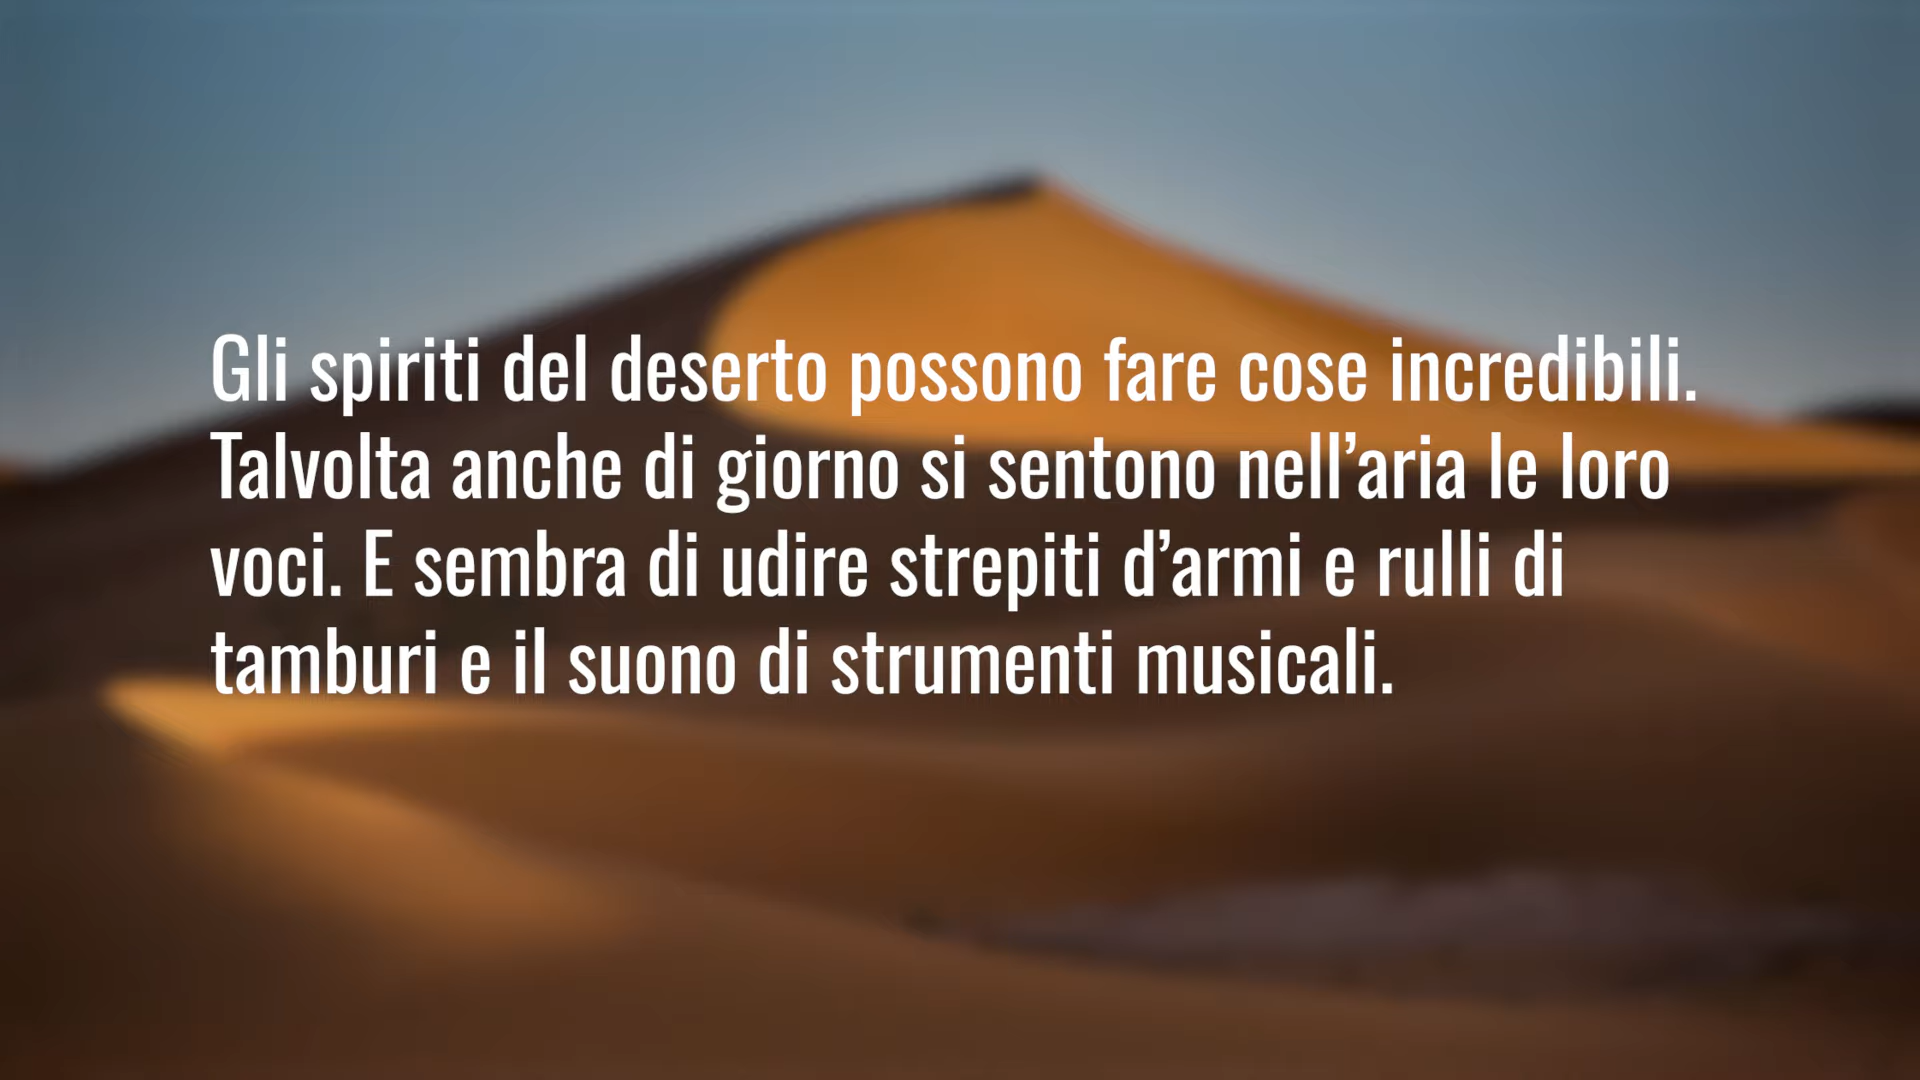 Gli spiriti del deserto possono fare cose incredibili.
Talvolta anche di giorno si sentono nell’aria le loro
voci. E sembra di udire strepiti d’armi e rulli di
tamburi e il suono di strumenti musicali.